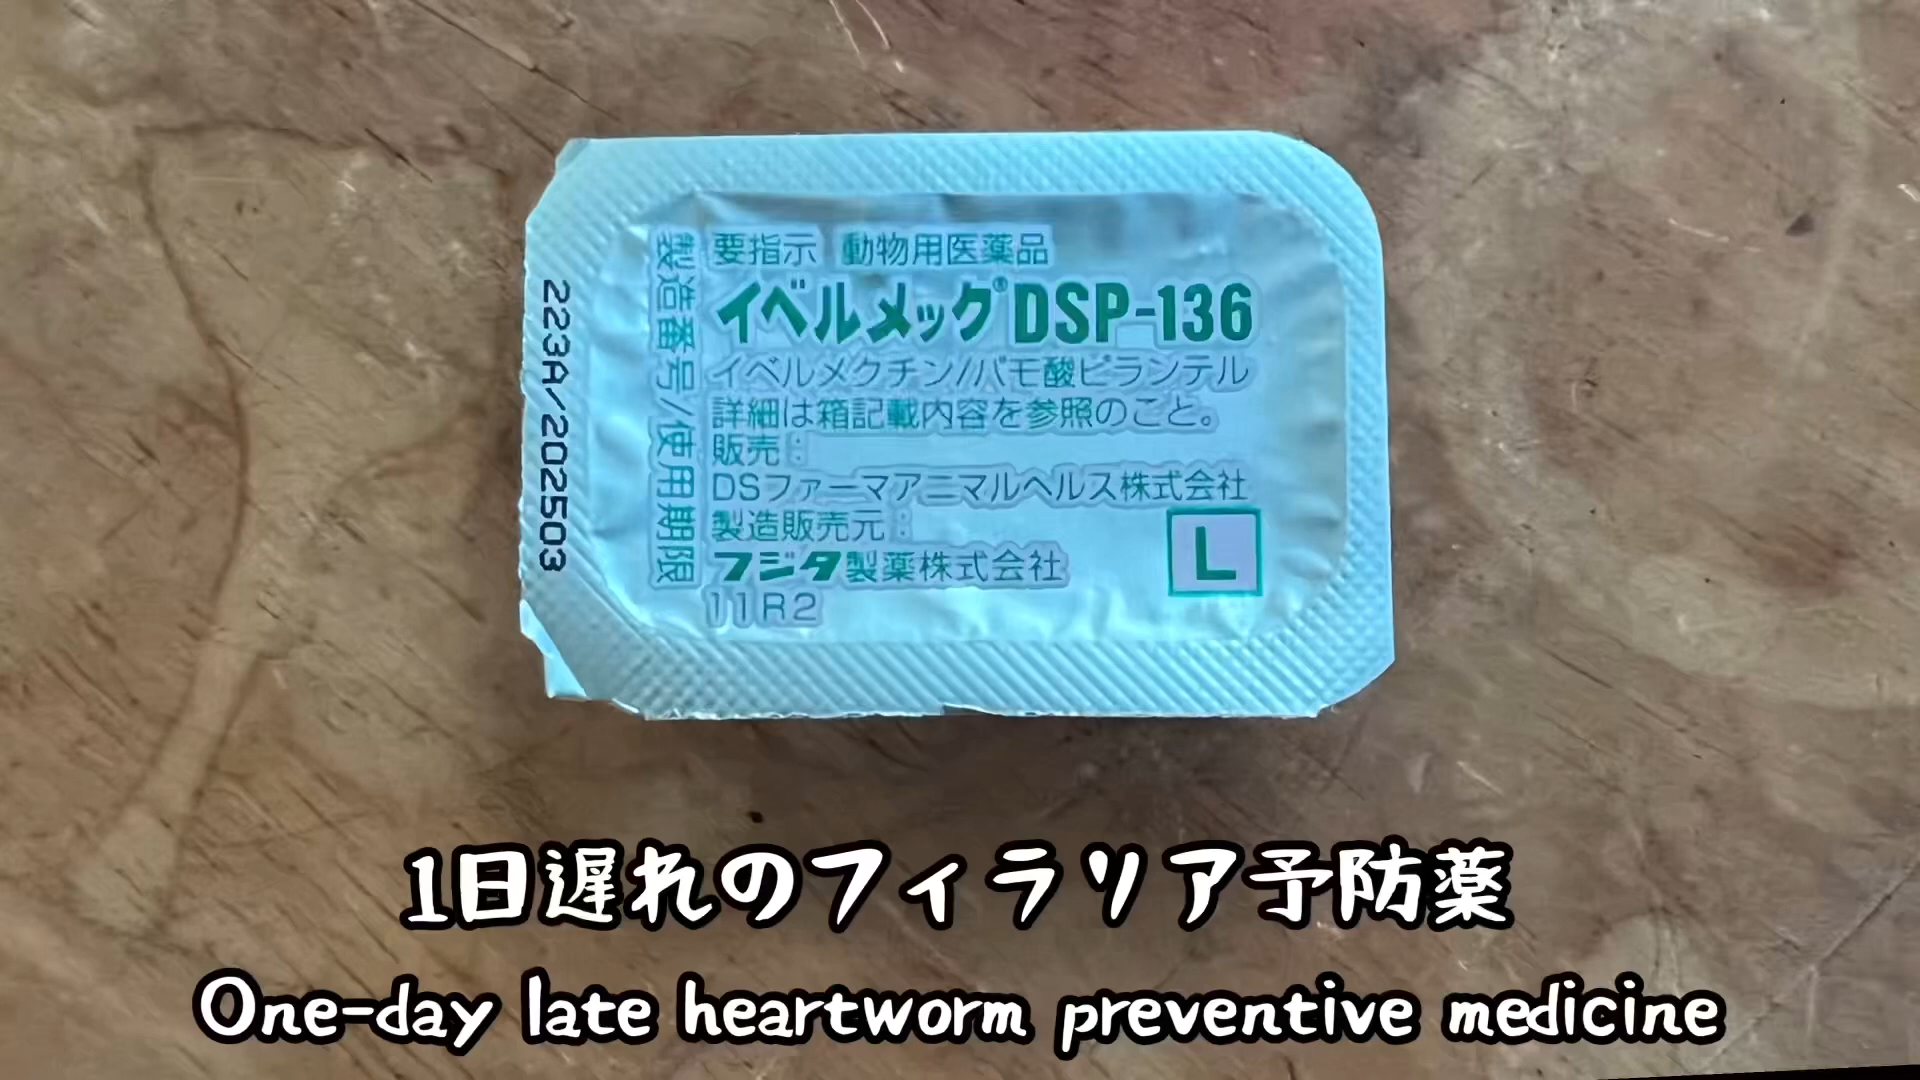 要指示 動物用医薬品
イベルメック®DSP-136
イベルメクチン/パモ酸ピランテル
詳細は箱記載内容を参照のこと。
販売:
DSファーマアニマルヘルス株式会社
製造販売元:
フジタ製薬株式会社
L
11R2
製造番号/使用期限
223A/202503
1日遅れのフィラリア予防薬
One-day late heartworm preventive medicine